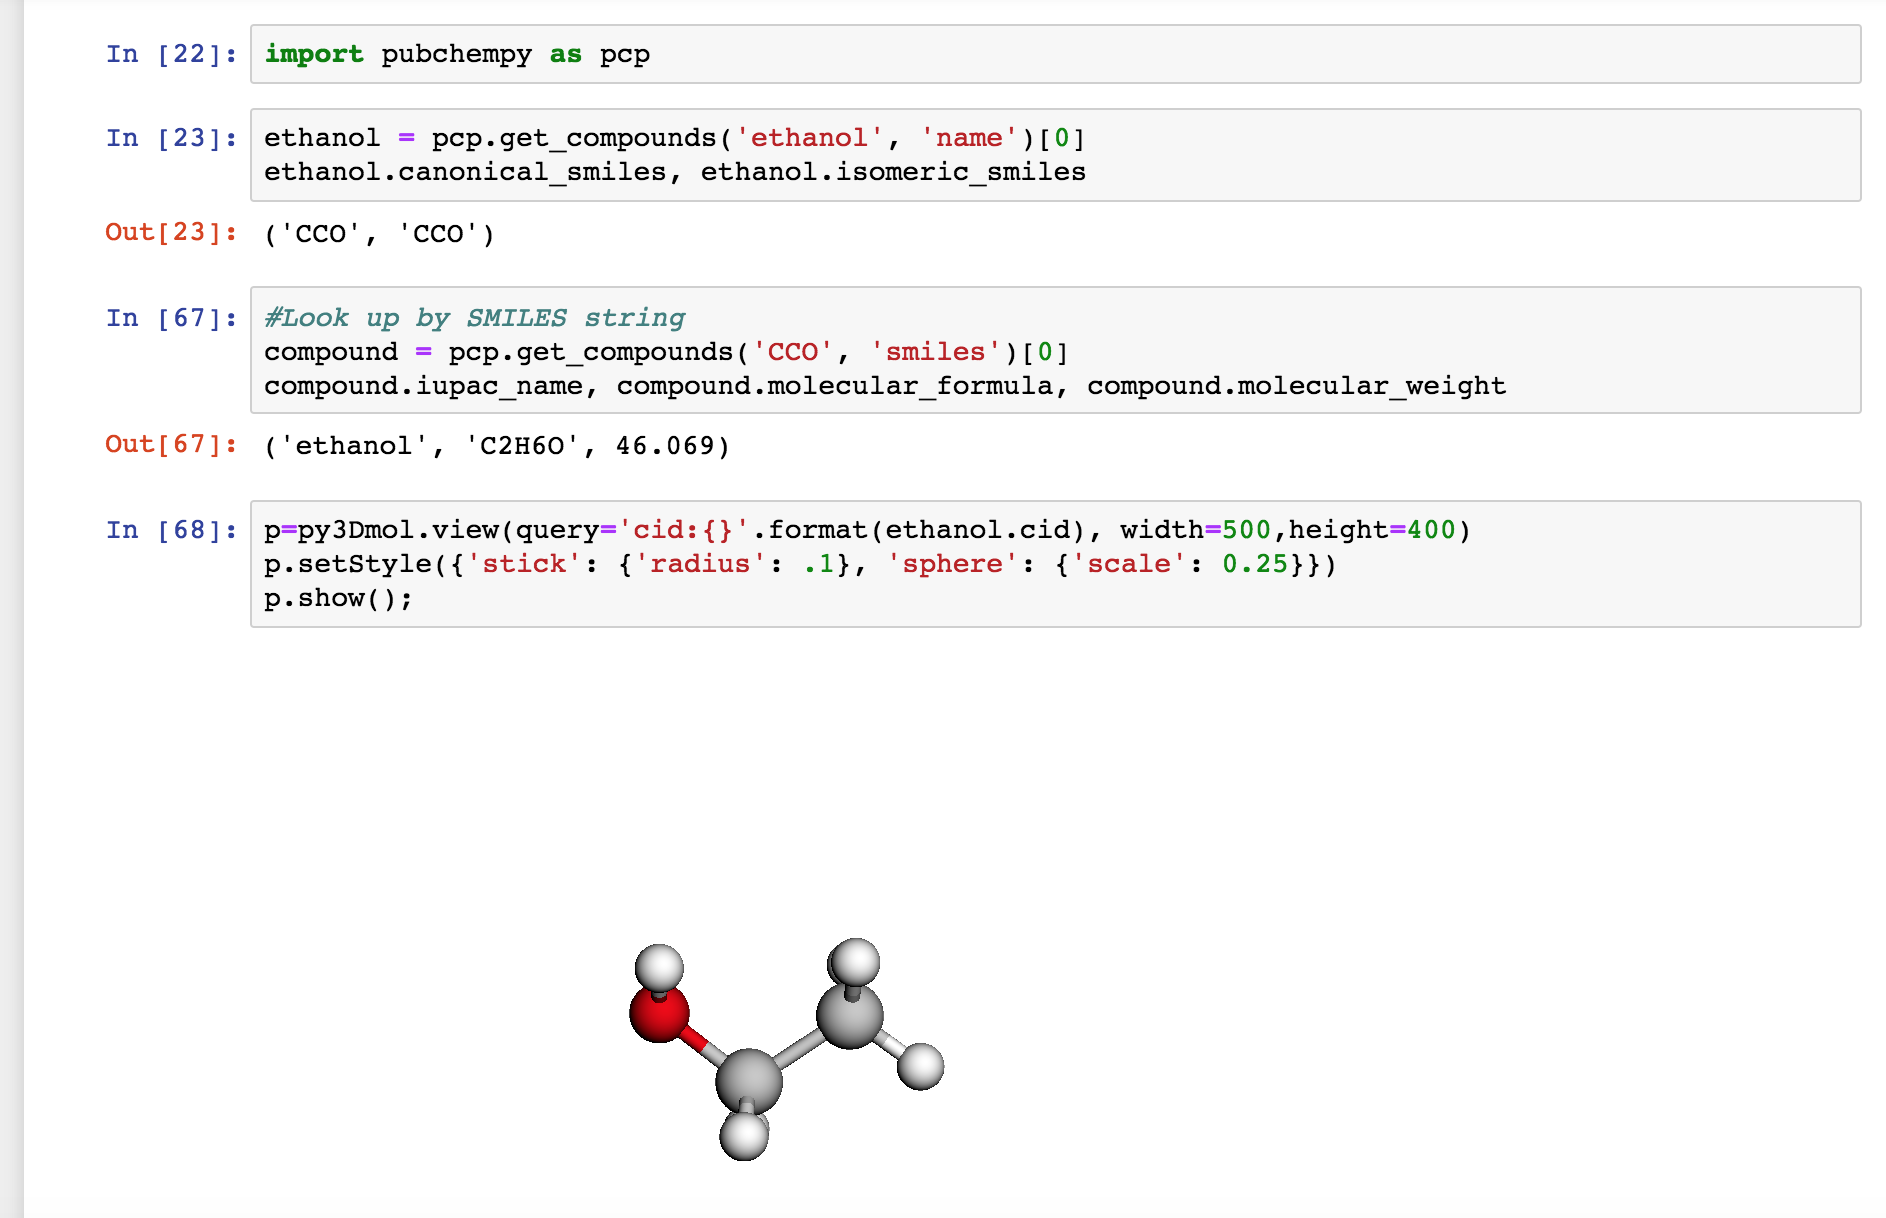 In [22]: import pubchempy as pcp
In [23]: ethanol = pcp.get_compounds('ethanol', 'name')[0]
ethanol.canonical_smiles, ethanol.isomeric_smiles
Out[23]: ('CCO', 'CCO')
In [67]: #Look up by SMILES string
compound = pcp.get_compounds('CCO', 'smiles')[0]
compound.iupac_name, compound.molecular_formula, compound.molecular_weight
Out[67]: ('ethanol', 'C2H6O', 46.069)
In [68]: p=py3Dmol.view(query='cid:{}'.format(ethanol.cid), width=500,height=400)
p.setStyle({'stick': {'radius': .1}, 'sphere': {'scale': 0.25}})
p.show();